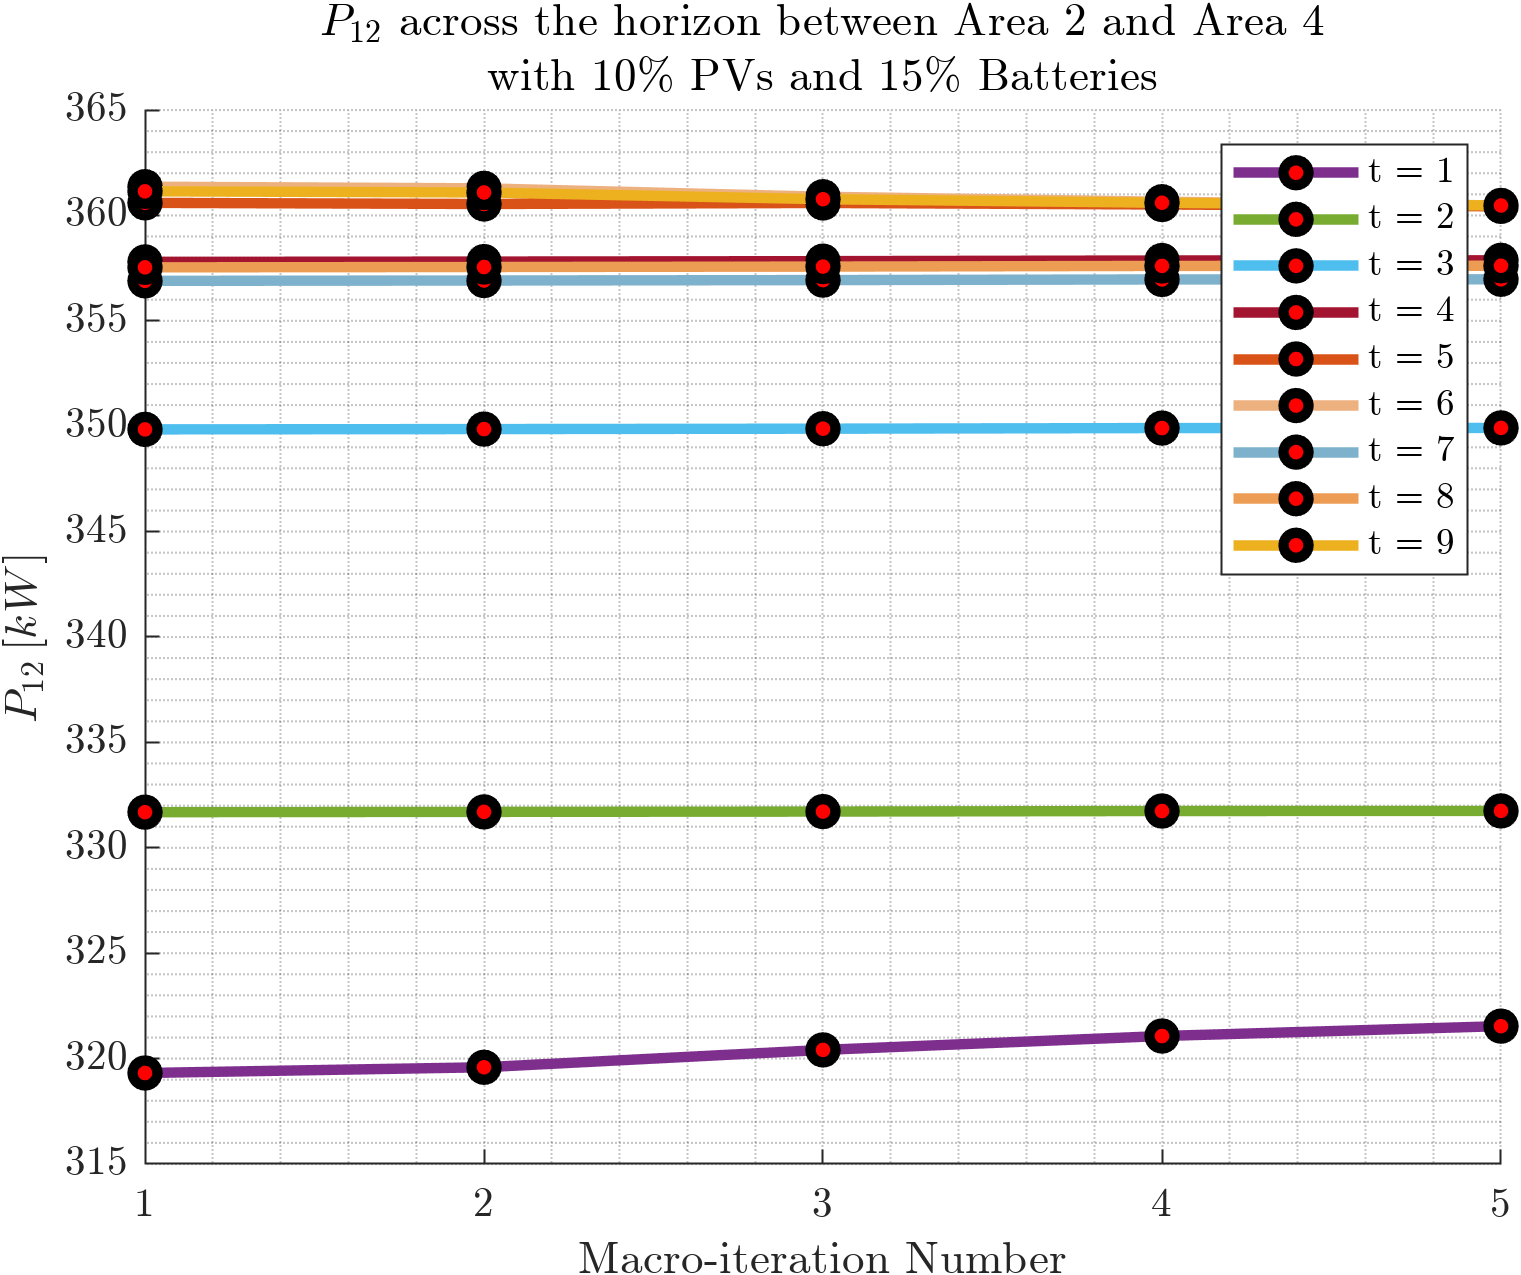 P12 across the horizon between Area 2 and Area 4
with 10% PVs and 15% Batteries
365
360
355
350
345
340
335
330
325
320
315
P12 [kW]
t = 1
t = 2
t = 3
t = 4
t = 5
t = 6
t = 7
t = 8
t = 9
1 2 3 4 5
Macro-iteration Number